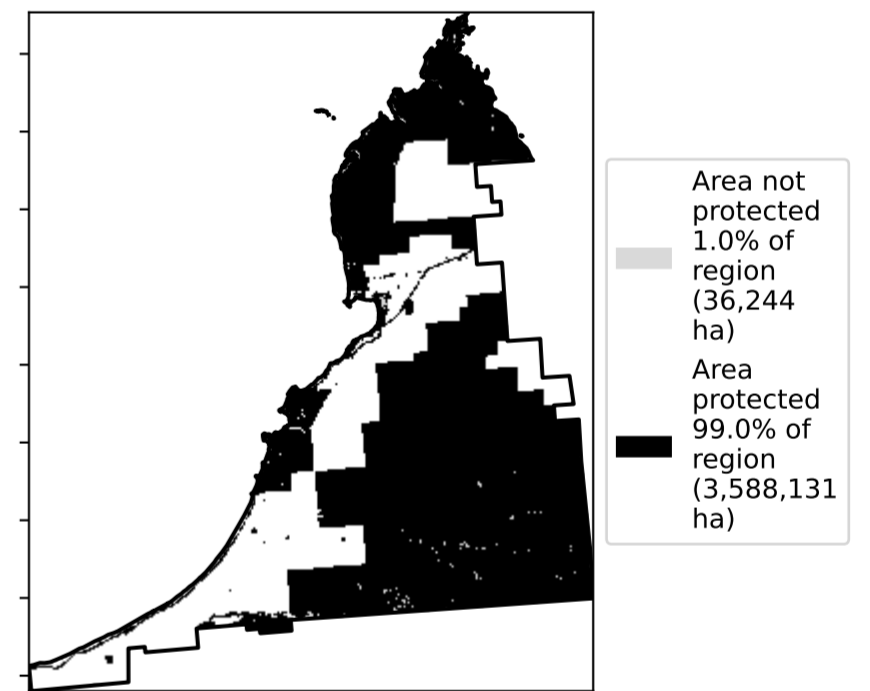 Area not
protected
1.0% of
region
(36,244
ha)
Area
protected
99.0% of
region
(3,588,131
ha)